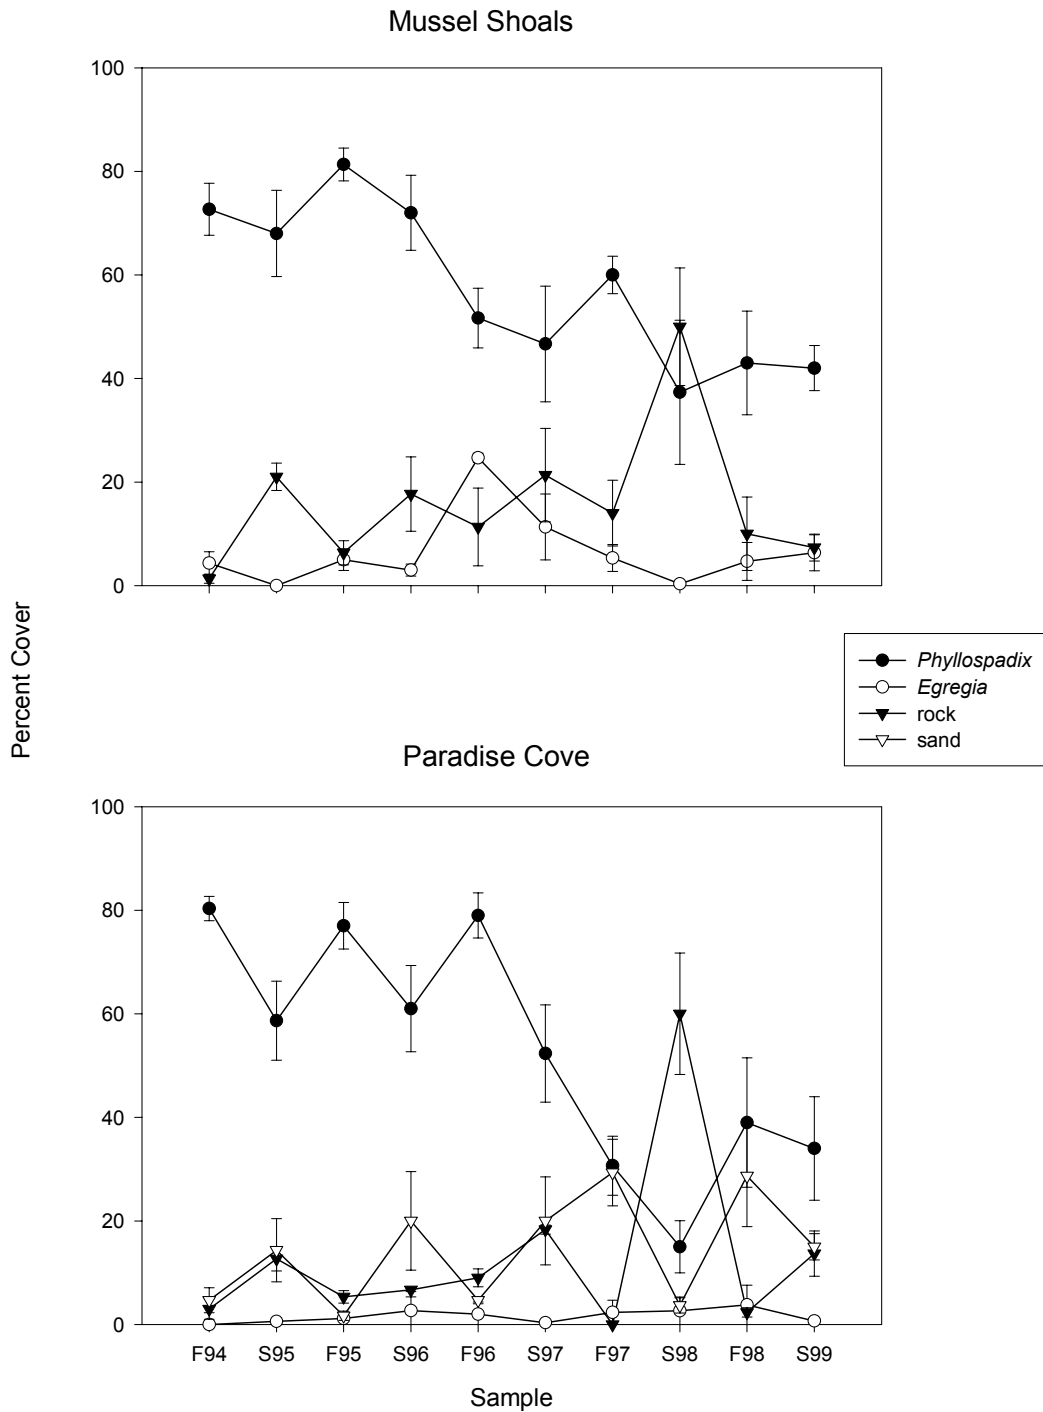 Mussel Shoals
100
80
60
40
20
0
Percent Cover
Phyllospadix
Egregia
rock
sand
Paradise Cove
100
80
60
40
20
0
F94 S95 F95 S96 F96 S97 F97 S98 F98 S99
Sample